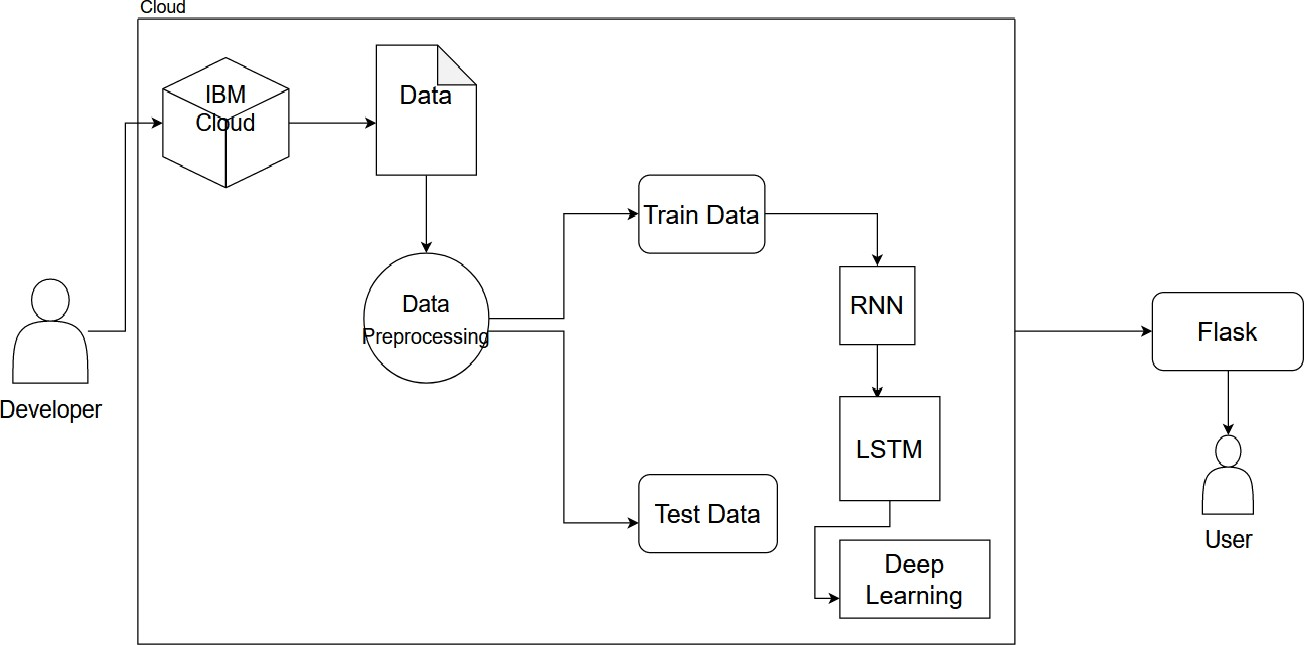 Cloud
IBM
Cloud
Data
Train Data
Data
Preprocessing
RNN
Flask
Developer
LSTM
Test Data
User
Deep
Learning